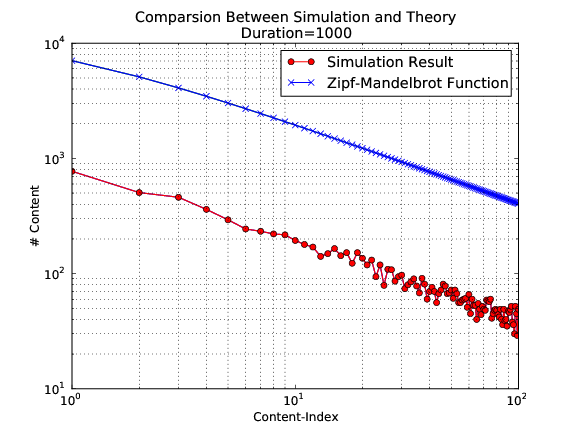 Comparsion Between Simulation and Theory
Duration=1000
Simulation Result
Zipf-Mandelbrot Function
# Content
10^4
10^3
10^2
10^1
10^0
10^1
10^2
Content-Index